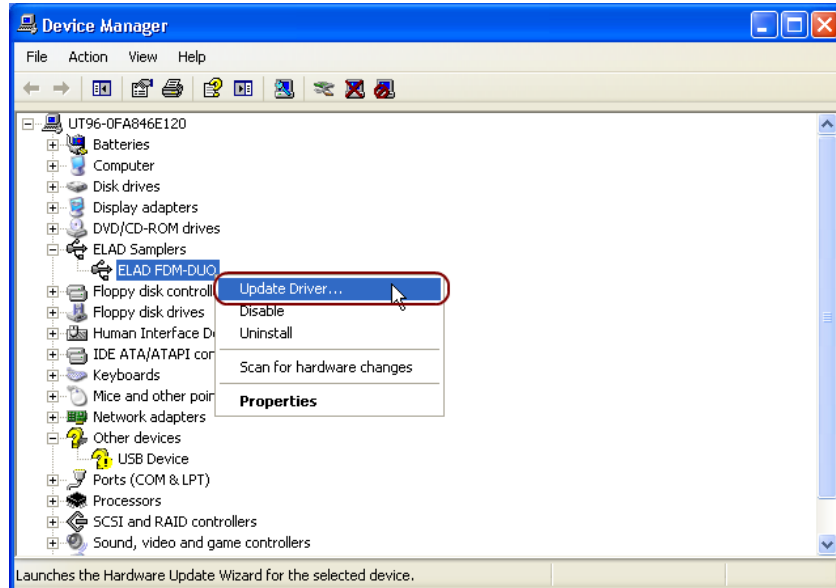 Device Manager
File Action View Help
UT96-0FA846E120
Batteries
Computer
Disk drives
Display adapters
DVD/CD-ROM drives
ELAD Samplers
ELAD FDM-DUO
Update Driver...
Floppy disk controll
Disable
Floppy disk drives
Uninstall
Human Interface D
IDE ATA/ATAPI con
Scan for hardware changes
Keyboards
Mice and other poin
Properties
Network adapters
Other devices
USB Device
Ports (COM & LPT)
Processors
SCSI and RAID controllers
Sound, video and game controllers
Launches the Hardware Update Wizard for the selected device.